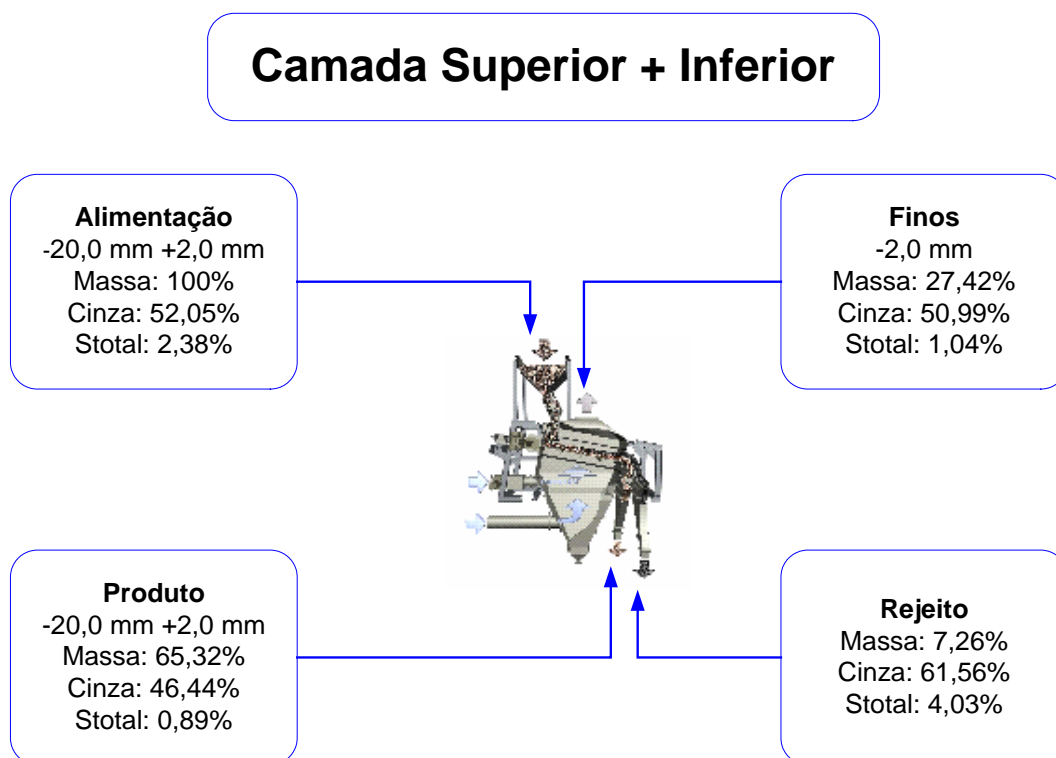 Camada Superior + Inferior
Alimentação
-20,0 mm +2,0 mm
Massa: 100%
Cinza: 52,05%
Stotal: 2,38%
Finos
-2,0 mm
Massa: 27,42%
Cinza: 50,99%
Stotal: 1,04%
Produto
-20,0 mm +2,0 mm
Massa: 65,32%
Cinza: 46,44%
Stotal: 0,89%
Rejeito
Massa: 7,26%
Cinza: 61,56%
Stotal: 4,03%